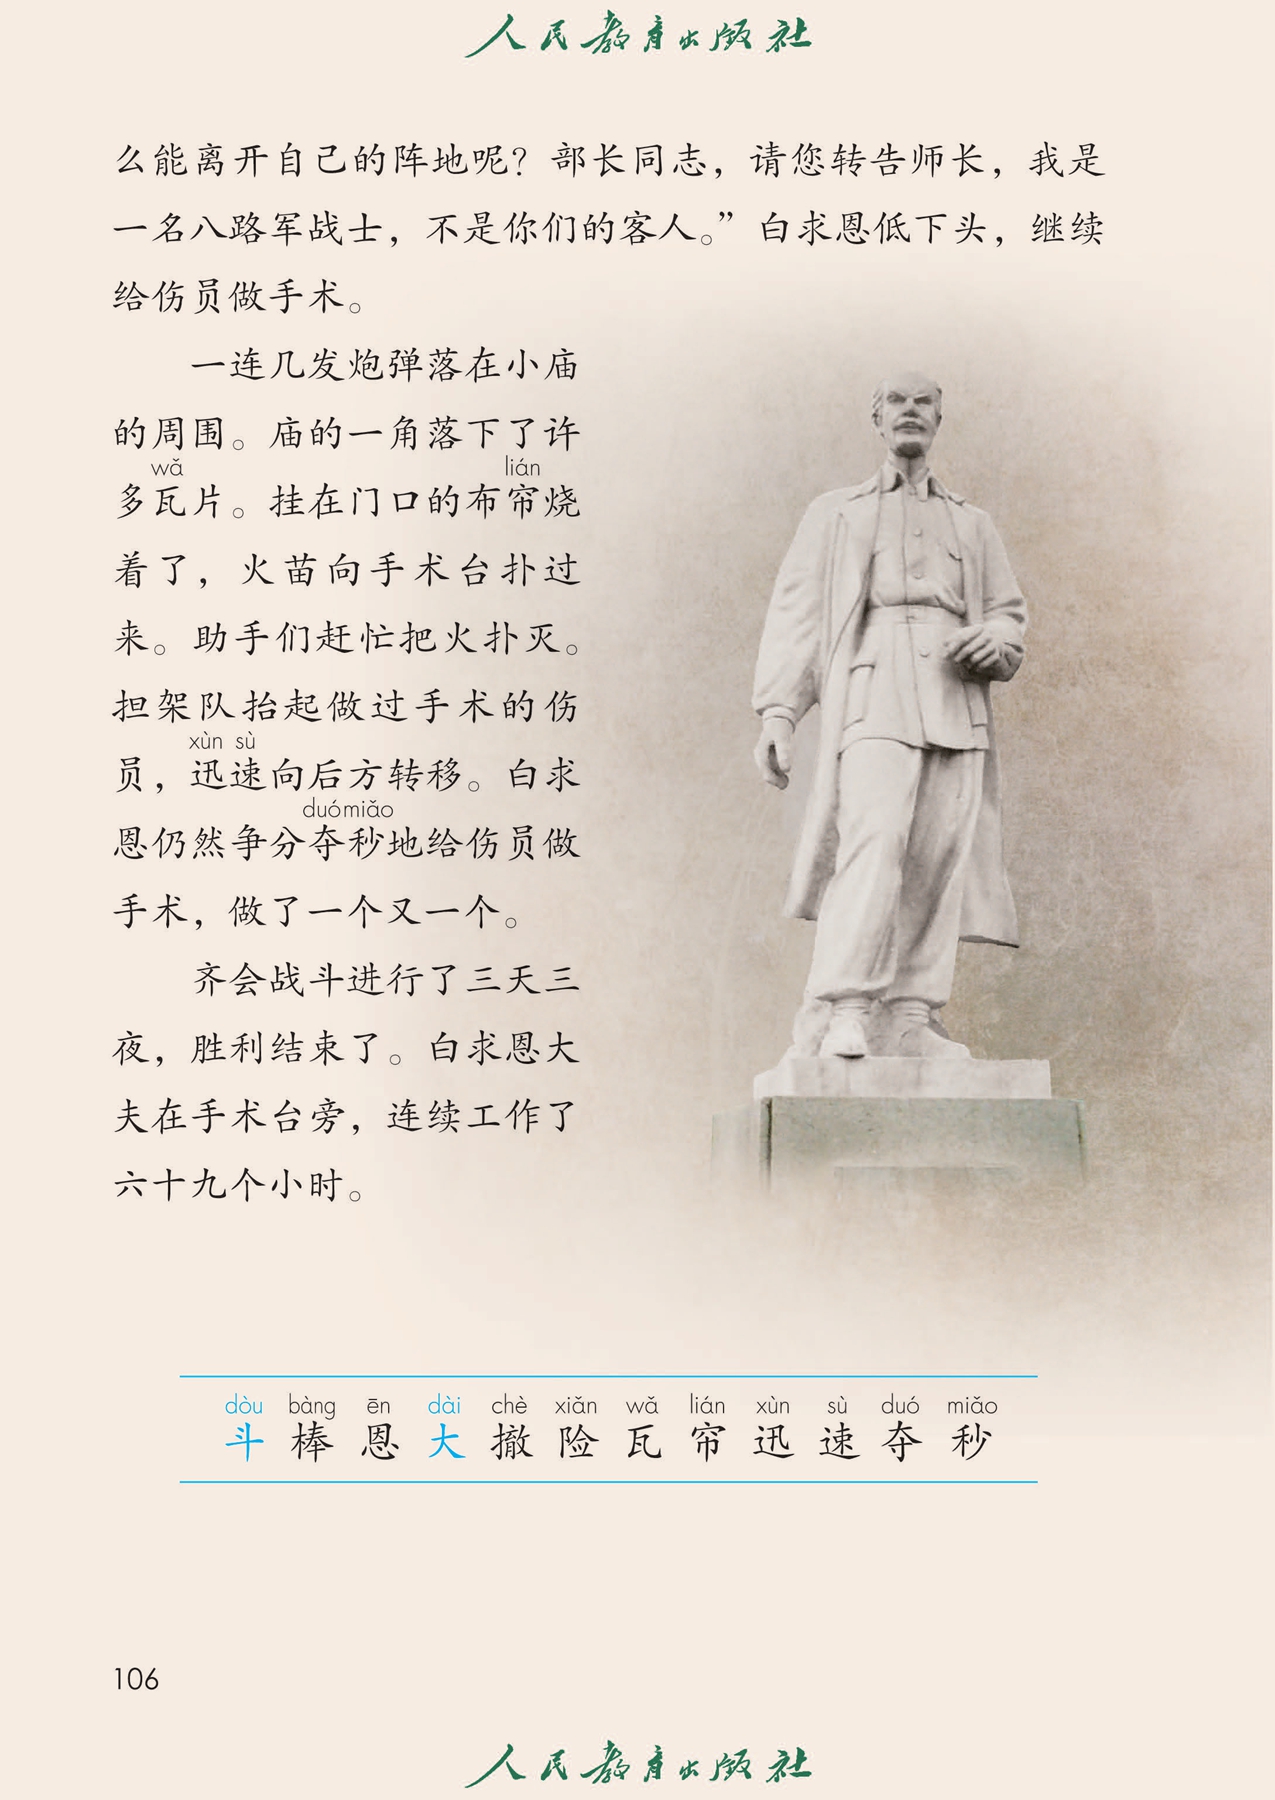 人民教育出版社
么能离开自己的阵地呢？部长同志，请您转告师长，我是
一名八路军战士，不是你们的客人。”白求恩低下头，继续
给伤员做手术。
一连几发炮弹落在小庙
的周围。庙的一角落下了许
wǎ lián
多瓦片。挂在门口的布帘烧
着了，火苗向手术台扑过
来。助手们赶忙把火扑灭。
担架队抬起做过手术的伤
xùn sù
员，迅速向后方转移。白求
duó miǎo
恩仍然争分夺秒地给伤员做
手术，做了一个又一个。
齐会战斗进行了三天三
夜，胜利结束了。白求恩大
夫在手术台旁，连续工作了
六十九个小时。
dòu bàng ēn dài chè xiǎn wǎ lián xùn sù duó miǎo
斗 棒 恩 大 撤 险 瓦 帘 迅 速 夺 秒
106
人民教育出版社